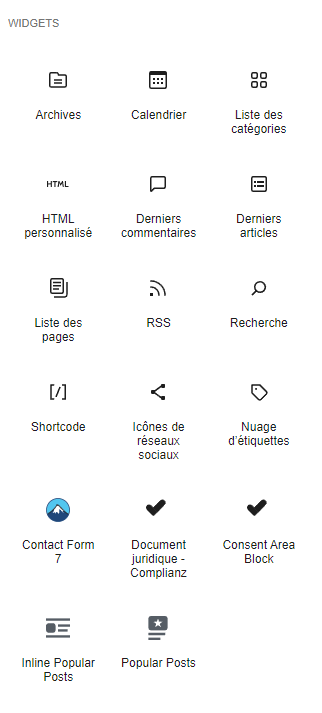 WIDGETS
Archives
Calendrier
Liste des
catégories
HTML
HTML
personnalisé
Derniers
commentaires
Derniers
articles
Liste des
pages
RSS
Recherche
[/]
Shortcode
Icônes de
réseaux
sociaux
Nuage
d'étiquettes
Contact Form
7
Document
juridique -
Complianz
Consent Area
Block
Inline Popular
Posts
Popular Posts